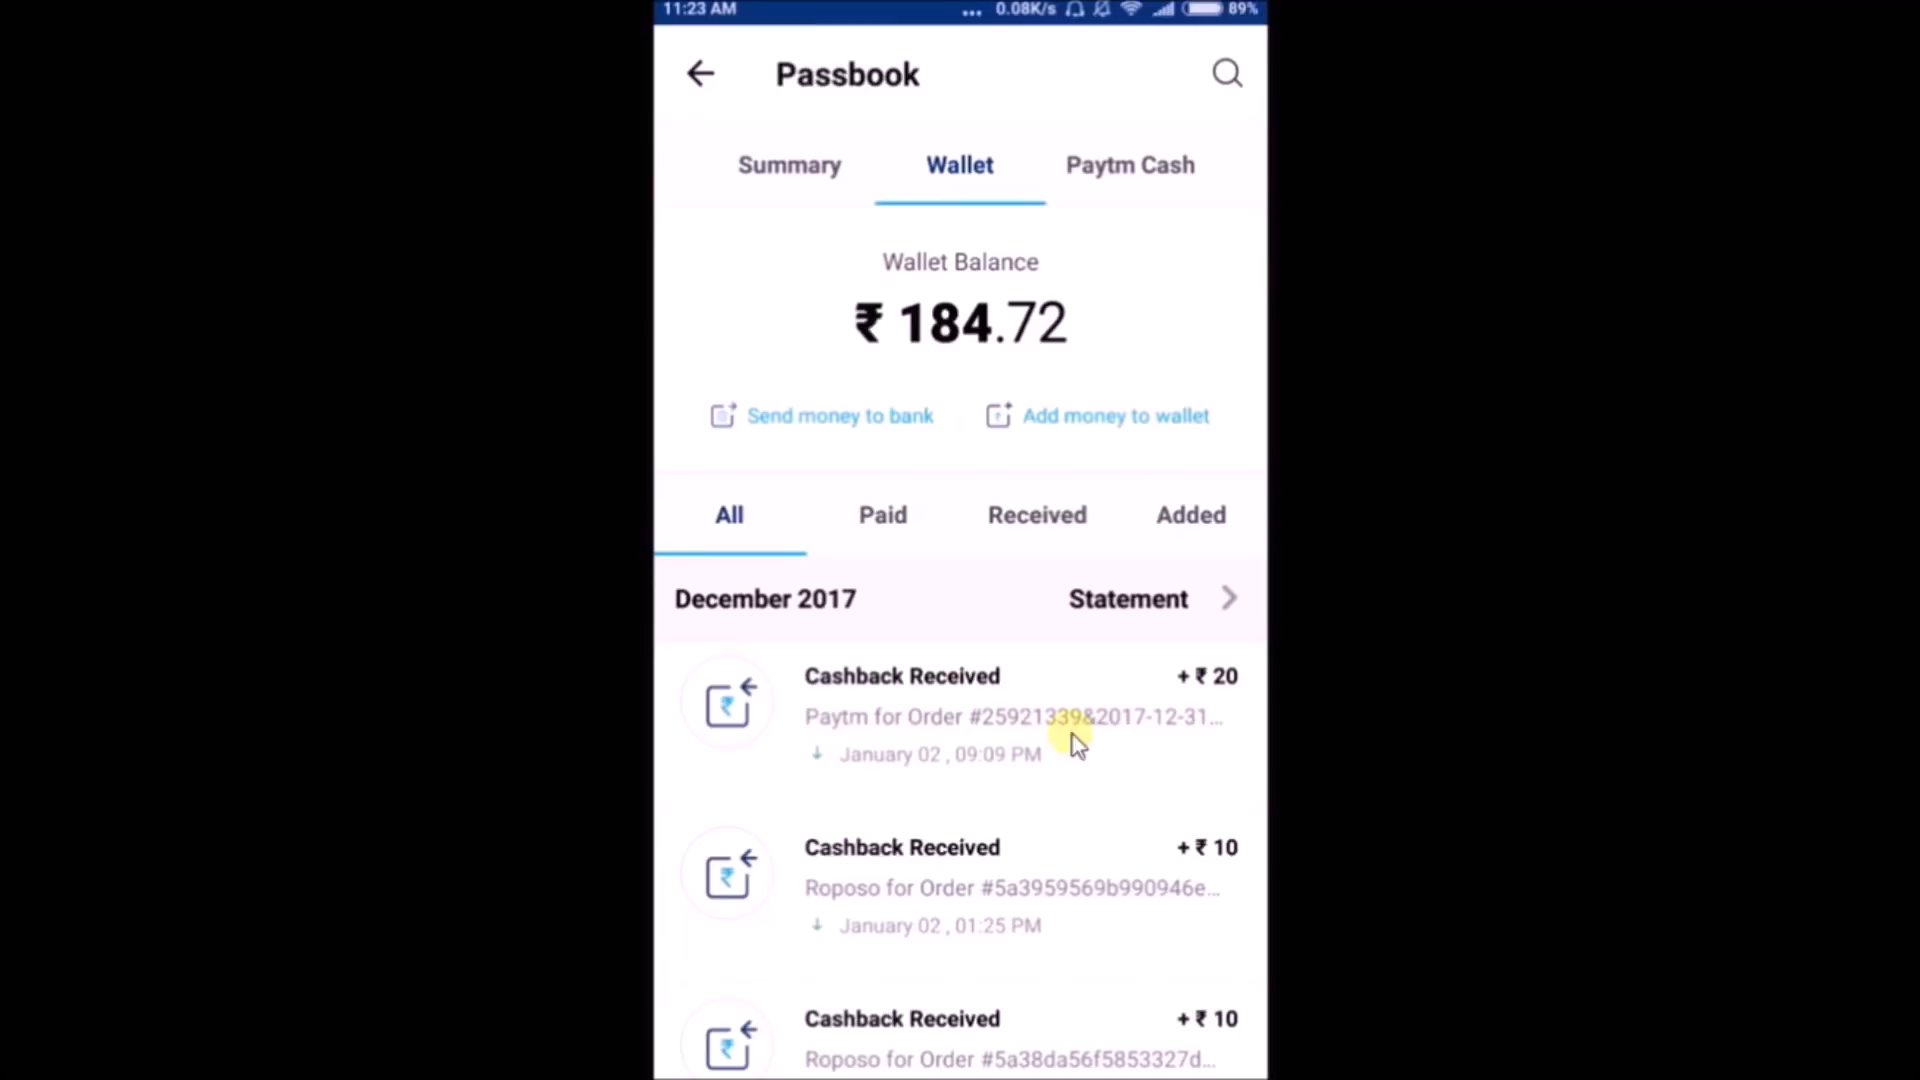 11:23 AM ... 0.08K/s 89%
Passbook
Summary Wallet Paytm Cash
Wallet Balance
₹ 184.72
Send money to bank Add money to wallet
All Paid Received Added
December 2017 Statement
Cashback Received + ₹ 20
Paytm for Order #25921339&2017-12-31...
January 02 , 09:09 PM
Cashback Received + ₹ 10
Roposo for Order #5a3959569b990946e...
January 02 , 01:25 PM
Cashback Received + ₹ 10
Roposo for Order #5a38da56f5853327d...